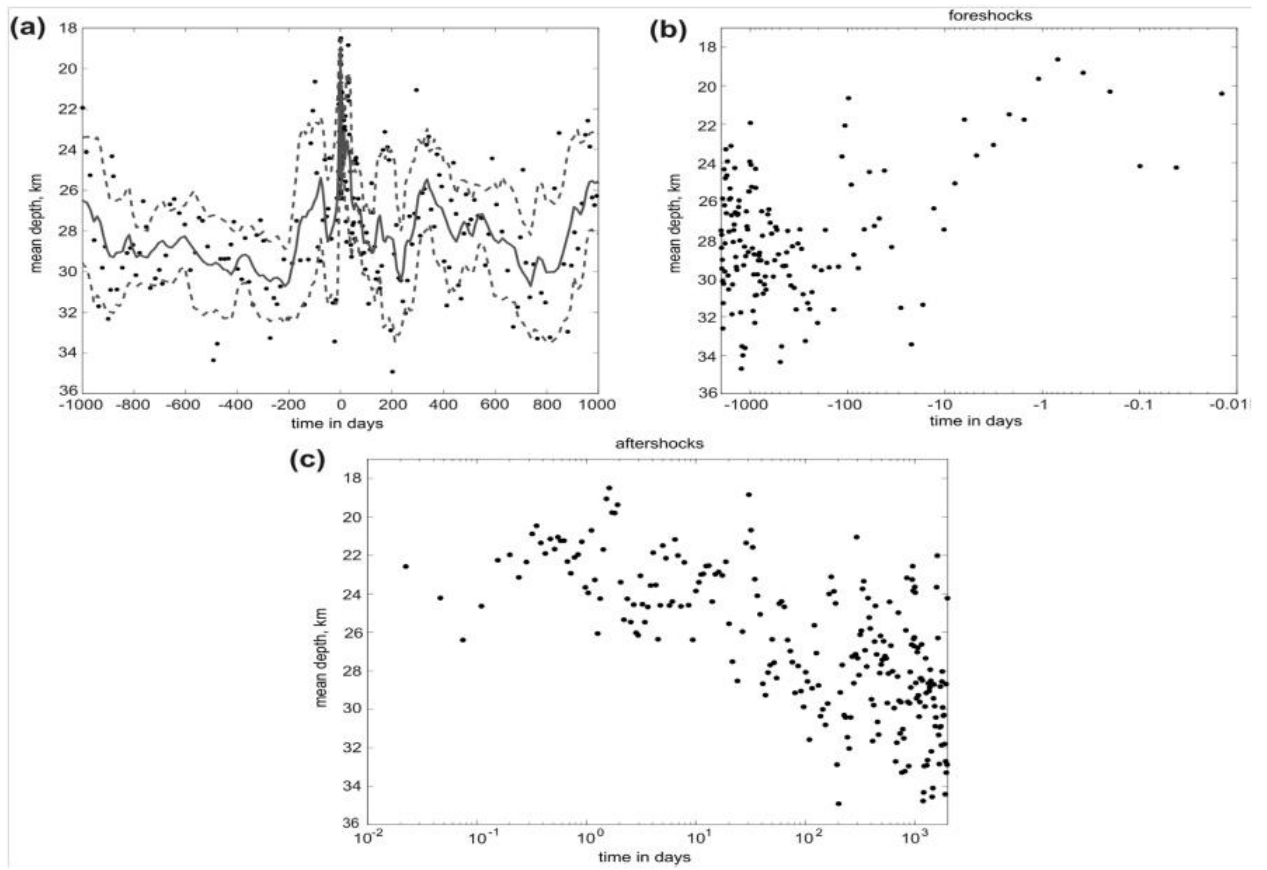 (a)
18
20
22
24
26
28
30
32
34
36
mean depth, km
-1000 -800 -600 -400 -200 0 200 400 600 800 1000
time in days
(b)
foreshocks
18
20
22
24
26
28
30
32
34
36
mean depth, km
-1000 -100 -10 -1 -0.1 -0.01
time in days
(c)
aftershocks
18
20
22
24
26
28
30
32
34
36
mean depth, km
10⁻² 10⁻¹ 10⁰ 10¹ 10² 10³
time in days